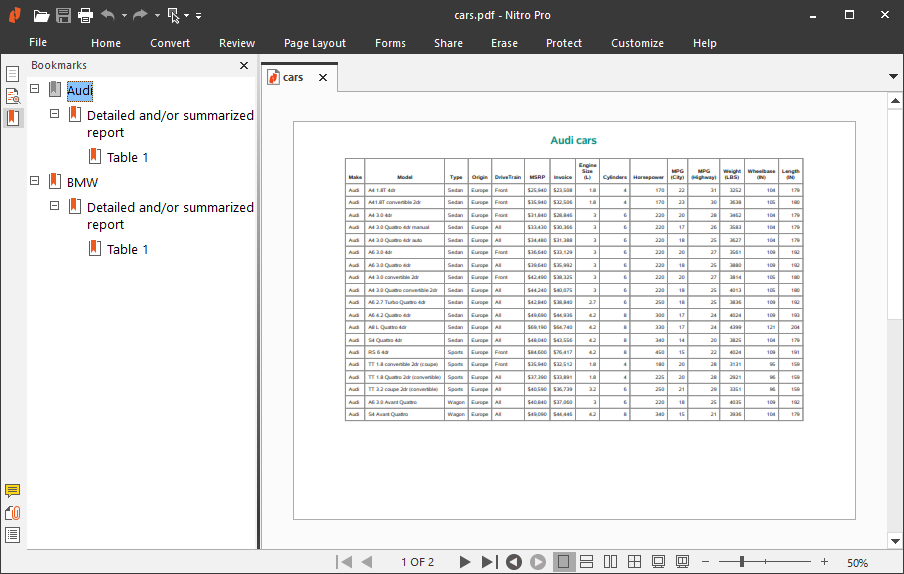 cars.pdf - Nitro Pro
File Home Convert Review Page Layout Forms Share Erase Protect Customize Help
Bookmarks
Audi
Detailed and/or summarized
report
Table 1
BMW
Detailed and/or summarized
report
Table 1
cars
Audi cars
Make Model Type Origin DriveTrain MSRP Invoice Engine Size (L) Cylinders Horsepower MPG (City) MPG (Highway) Weight (LBS) Wheelbase (IN) Length (IN)
Audi A4 1.8T 4dr Sedan Europe Front $25,940 $23,508 1.8 4 170 22 31 3252 104 179
Audi A41.8T convertible 2dr Sedan Europe Front $35,940 $32,506 1.8 4 170 23 30 3638 105 180
Audi A4 3.0 4dr Sedan Europe Front $31,840 $28,846 3 6 220 20 28 3462 104 179
Audi A4 3.0 Quattro 4dr manual Sedan Europe All $33,430 $30,366 3 6 220 17 26 3583 104 179
Audi A4 3.0 Quattro 4dr auto Sedan Europe All $34,480 $31,388 3 6 220 18 25 3627 104 179
Audi A6 3.0 4dr Sedan Europe Front $36,640 $33,129 3 6 220 20 27 3561 109 192
Audi A6 3.0 Quattro 4dr Sedan Europe All $39,640 $35,992 3 6 220 18 25 3880 109 192
Audi A4 3.0 convertible 2dr Sedan Europe Front $42,490 $38,325 3 6 220 20 27 3814 105 180
Audi A4 3.0 Quattro convertible 2dr Sedan Europe All $44,240 $40,075 3 6 220 18 25 4013 105 180
Audi A6 2.7 Turbo Quattro 4dr Sedan Europe All $42,840 $38,840 2.7 6 250 18 25 3836 109 192
Audi A6 4.2 Quattro 4dr Sedan Europe All $49,690 $44,936 4.2 8 300 17 24 4024 109 193
Audi A8 L Quattro 4dr Sedan Europe All $69,190 $64,740 4.2 8 330 17 24 4399 121 204
Audi S4 Quattro 4dr Sedan Europe All $48,040 $43,556 4.2 8 340 14 20 3825 104 179
Audi RS 6 4dr Sports Europe Front $84,600 $76,417 4.2 8 450 15 22 4024 109 191
Audi TT 1.8 convertible 2dr (coupe) Sports Europe Front $35,940 $32,512 1.8 4 180 20 28 3131 95 159
Audi TT 1.8 Quattro 2dr (convertible) Sports Europe All $37,390 $33,891 1.8 4 225 20 28 2921 96 159
Audi TT 3.2 coupe 2dr (convertible) Sports Europe All $40,590 $36,739 3.2 6 250 21 29 3351 96 159
Audi A6 3.0 Avant Quattro Wagon Europe All $40,840 $37,060 3 6 220 18 25 4035 109 192
Audi S4 Avant Quattro Wagon Europe All $49,090 $44,446 4.2 8 340 15 21 3936 104 179
1 OF 2
50%